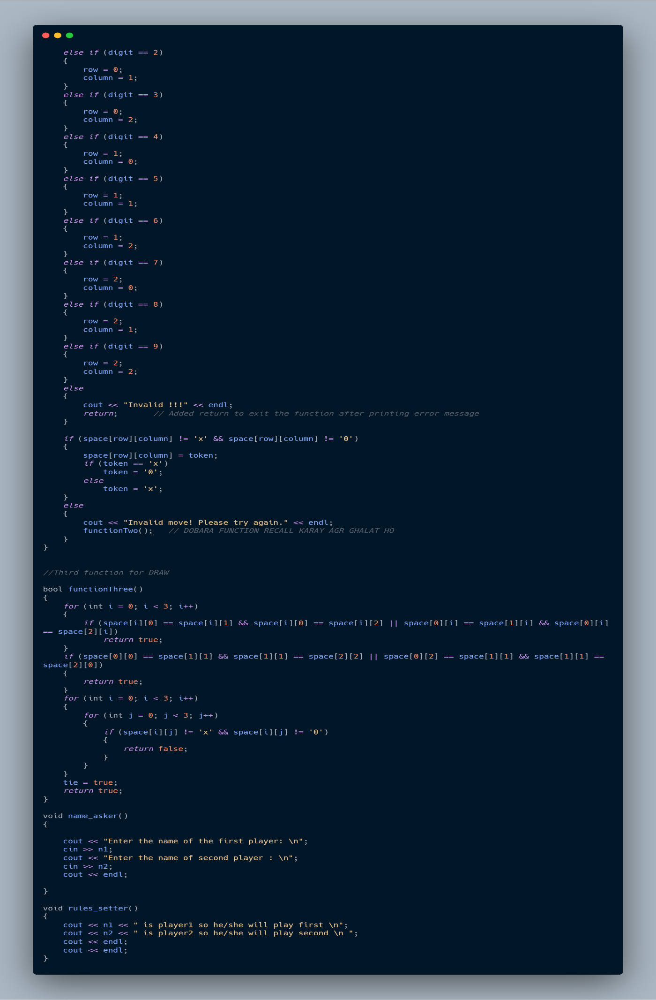 else if (digit == 2)
    {
        row = 0;
        column = 1;
    }
    else if (digit == 3)
    {
        row = 0;
        column = 2;
    }
    else if (digit == 4)
    {
        row = 1;
        column = 0;
    }
    else if (digit == 5)
    {
        row = 1;
        column = 1;
    }
    else if (digit == 6)
    {
        row = 1;
        column = 2;
    }
    else if (digit == 7)
    {
        row = 2;
        column = 0;
    }
    else if (digit == 8)
    {
        row = 2;
        column = 1;
    }
    else if (digit == 9)
    {
        row = 2;
        column = 2;
    }
    else
    {
        cout << "Invalid !!!" << endl;
        return;       // Added return to exit the function after printing error message
    }

    if (space[row][column] != 'x' && space[row][column] != '0')
    {
        space[row][column] = token;
        if (token == 'x')
            token = '0';
        else
            token = 'x';
    }
    else
    {
        cout << "Invalid move! Please try again." << endl;
        functionTwo();   // DOBARA FUNCTION RECALL KARAY AGR GHALAT HO
    }
}


//Third function for DRAW

bool functionThree()
{
    for (int i = 0; i < 3; i++)
    {
        if (space[i][0] == space[i][1] && space[i][0] == space[i][2] || space[0][i] == space[1][i] && space[0][i]
== space[2][i])
            return true;
    }
    if (space[0][0] == space[1][1] && space[1][1] == space[2][2] || space[0][2] == space[1][1] && space[1][1] ==
space[2][0])
    {
        return true;
    }
    for (int i = 0; i < 3; i++)
    {
        for (int j = 0; j < 3; j++)
        {
            if (space[i][j] != 'x' && space[i][j] != '0')
            {
                return false;
            }
        }
    }
    tie = true;
    return true;
}

void name_asker()
{

    cout << "Enter the name of the first player: \n";
    cin >> n1;
    cout << "Enter the name of second player : \n";
    cin >> n2;
    cout << endl;

}

void rules_setter()
{
    cout << n1 << " is player1 so he/she will play first \n";
    cout << n2 << " is player2 so he/she will play second \n ";
    cout << endl;
    cout << endl;
}